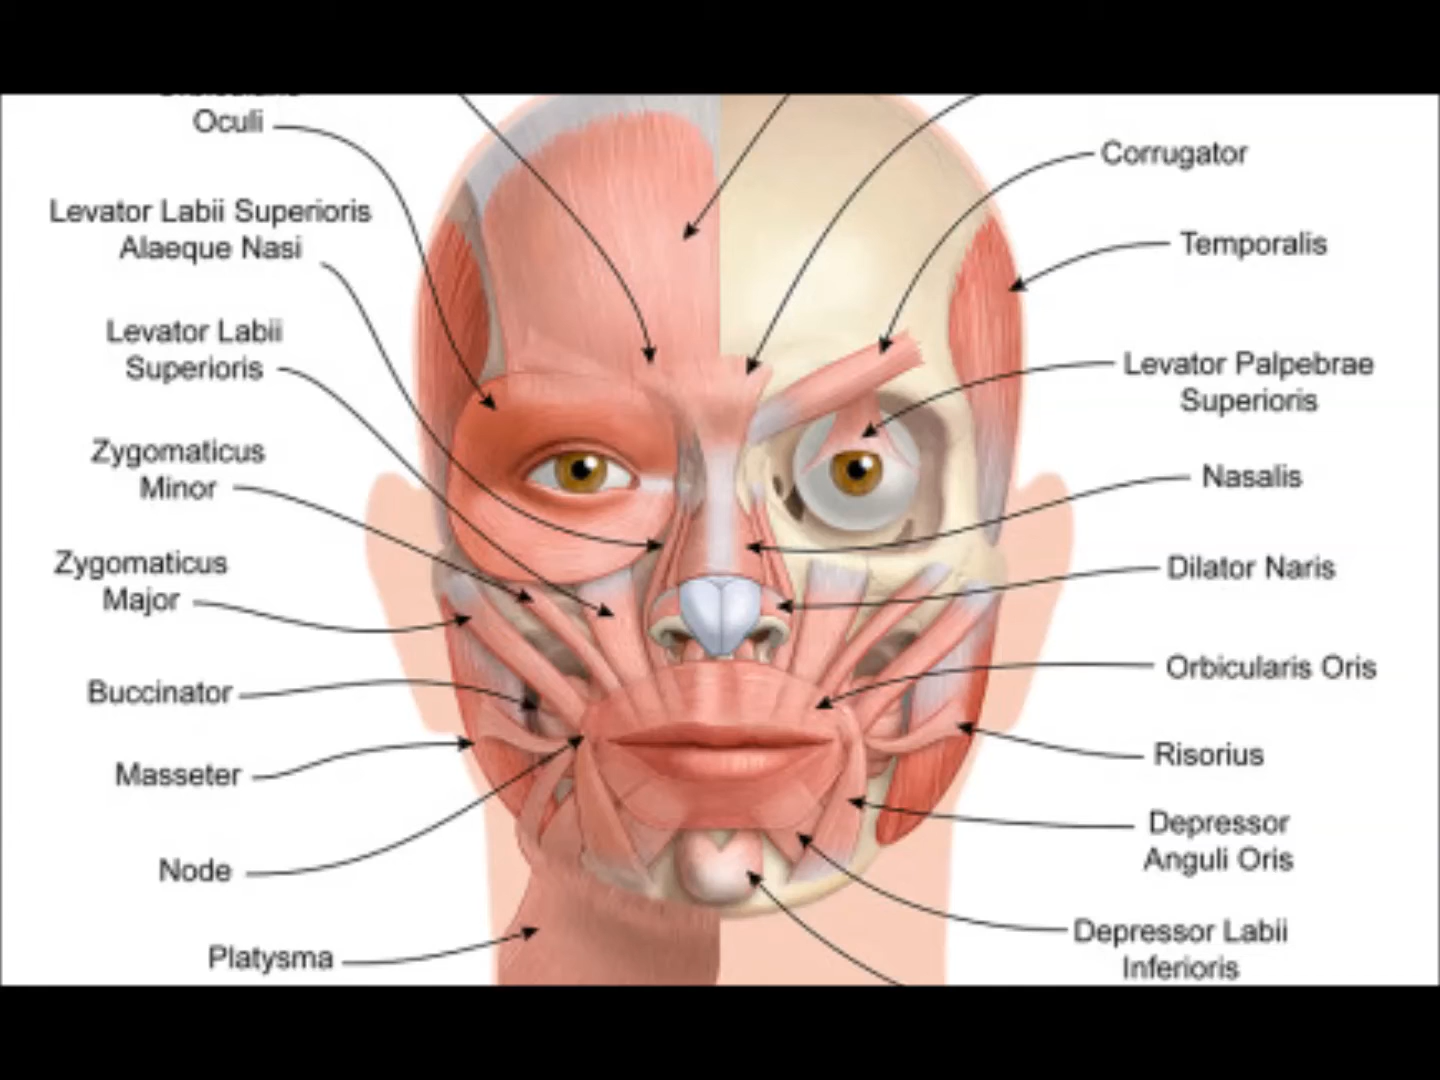 Oculi
Levator Labii Superioris
Alaeque Nasi
Levator Labii
Superioris
Zygomaticus
Minor
Zygomaticus
Major
Buccinator
Masseter
Node
Platysma
Corrugator
Temporalis
Levator Palpebrae
Superioris
Nasalis
Dilator Naris
Orbicularis Oris
Risorius
Depressor
Anguli Oris
Depressor Labii
Inferioris